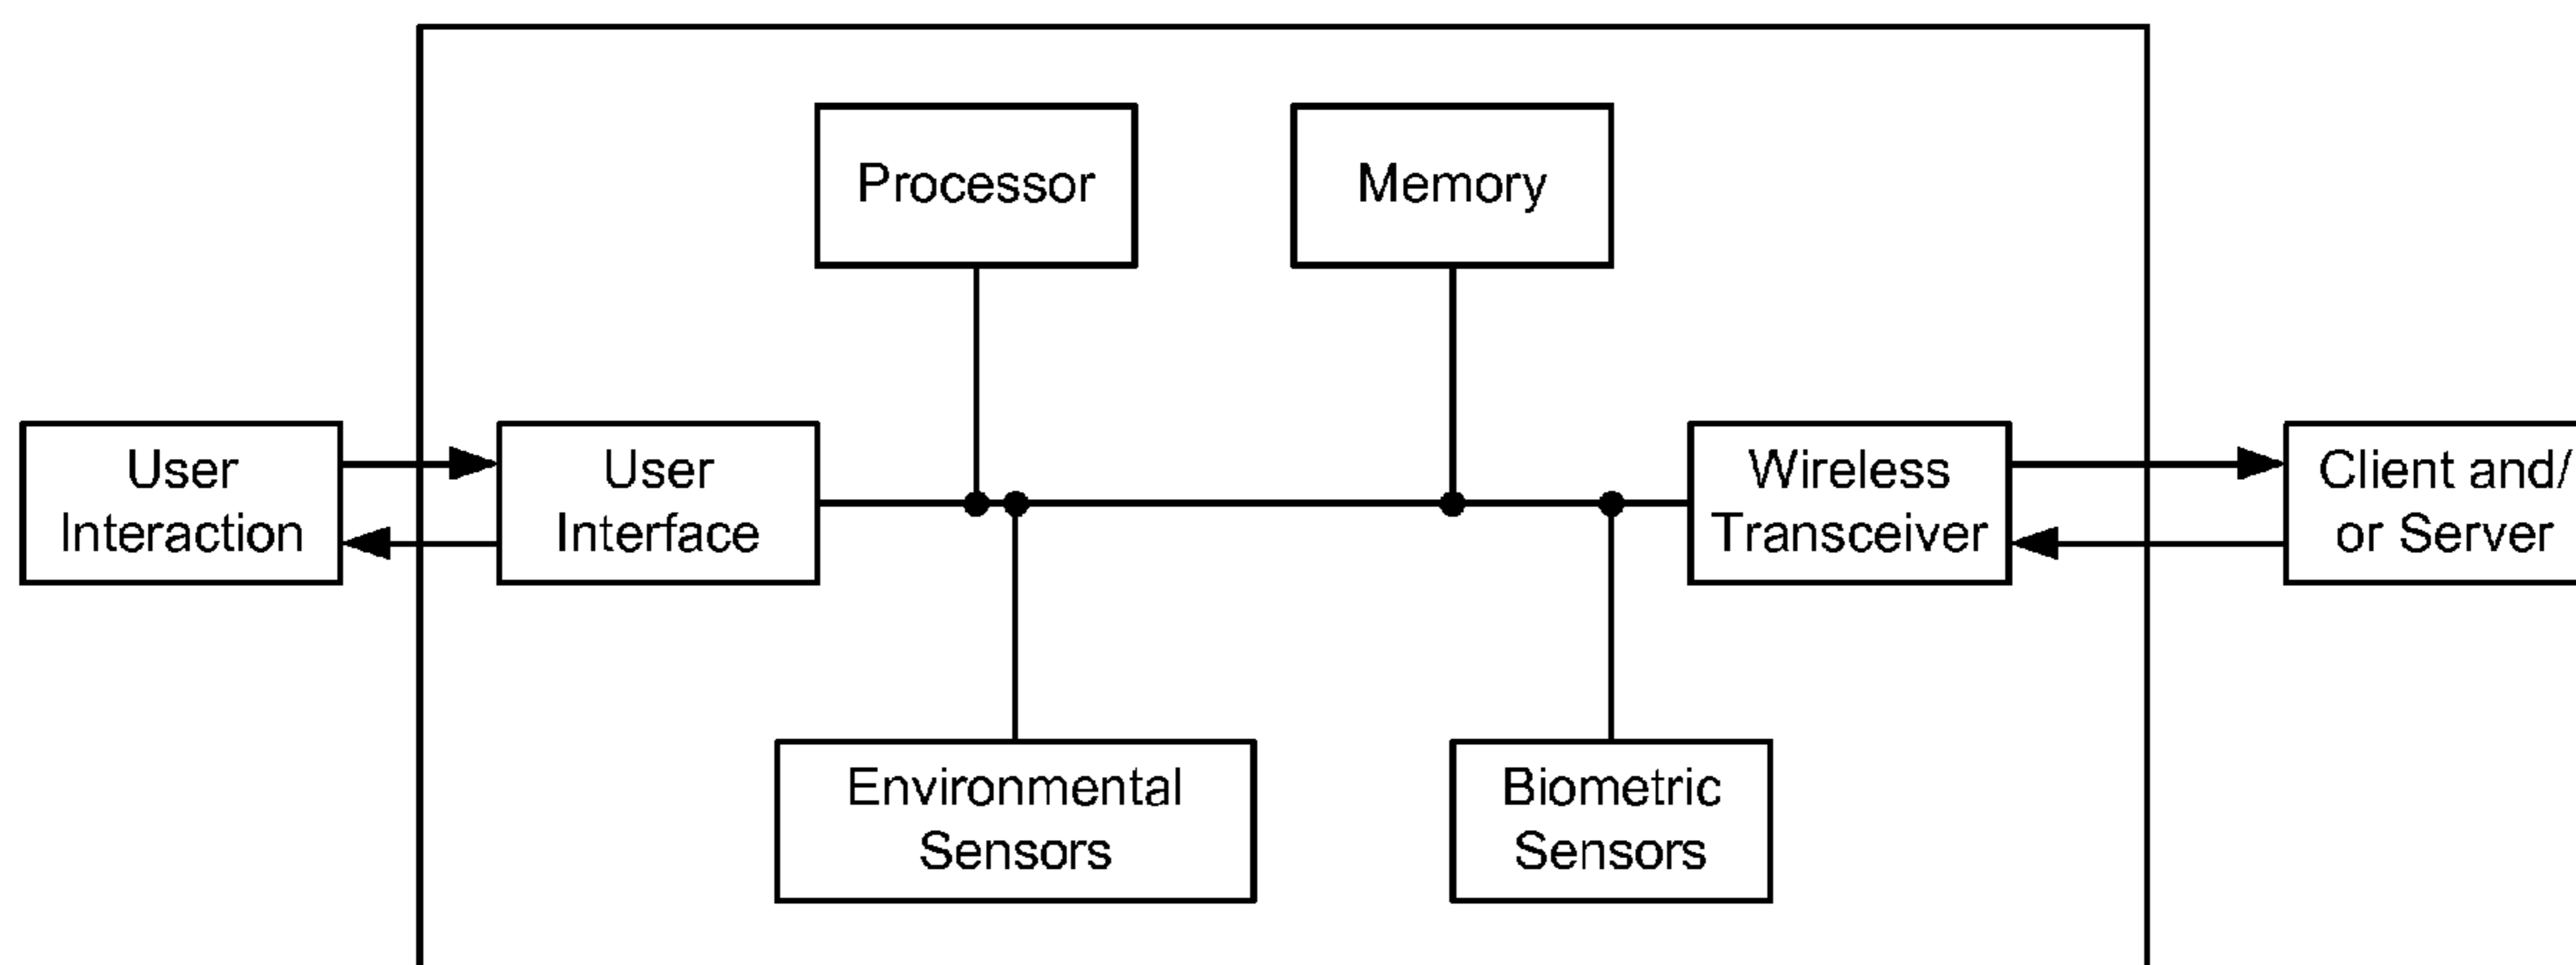 Processor
Memory
User
Interaction
User
Interface
Wireless
Transceiver
Client and/
or Server
Environmental
Sensors
Biometric
Sensors